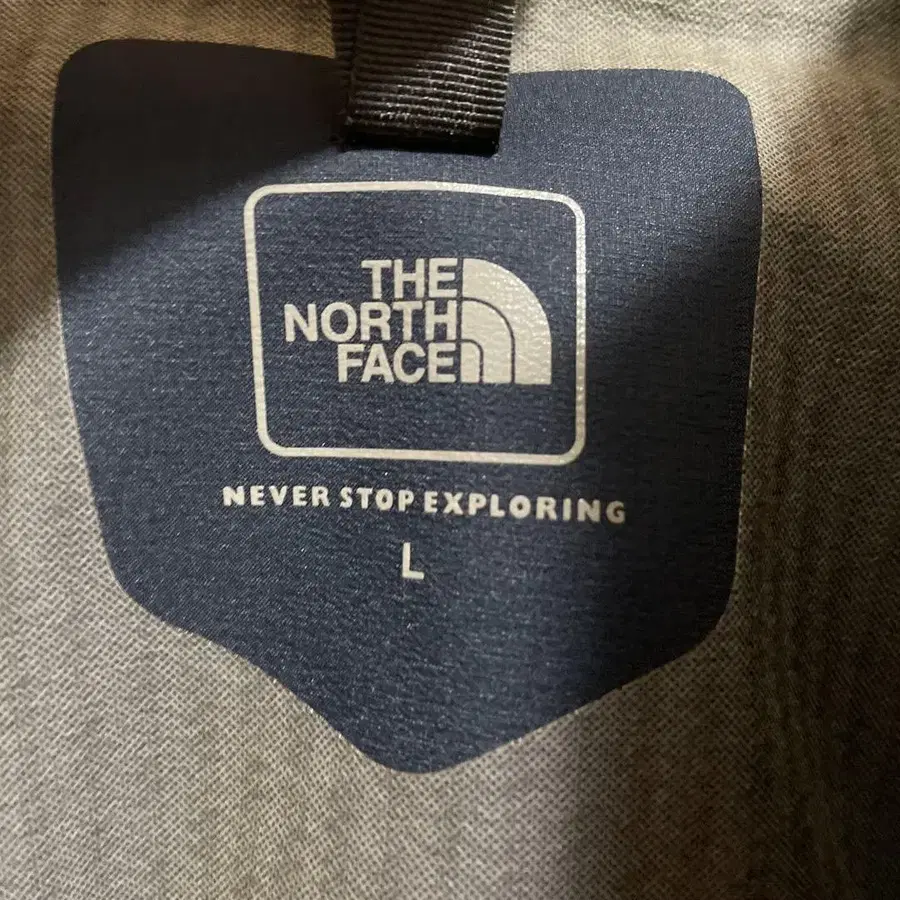 THE
NORTH
FACE
NEVER STOP EXPLORING
L